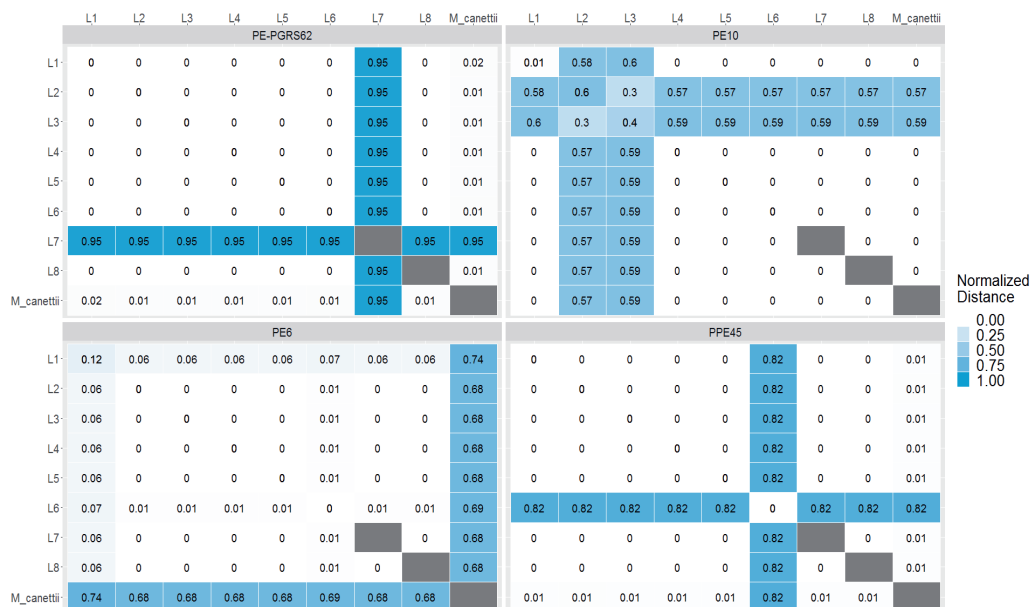 L1 L2 L3 L4 L5 L6 L7 L8 M_canettii L1 L2 L3 L4 L5 L6 L7 L8 M_canettii
PE-PGRS62 PE10
L1 0 0 0 0 0 0 0.95 0 0.02 0.01 0.58 0.6 0 0 0 0 0 0
L2 0 0 0 0 0 0 0.95 0 0.01 0.58 0.6 0.3 0.57 0.57 0.57 0.57 0.57 0.57
L3 0 0 0 0 0 0 0.95 0 0.01 0.6 0.3 0.4 0.59 0.59 0.59 0.59 0.59 0.59
L4 0 0 0 0 0 0 0.95 0 0.01 0 0.57 0.59 0 0 0 0 0 0
L5 0 0 0 0 0 0 0.95 0 0.01 0 0.57 0.59 0 0 0 0 0 0
L6 0 0 0 0 0 0 0.95 0 0.01 0 0.57 0.59 0 0 0 0 0 0
L7 0.95 0.95 0.95 0.95 0.95 0.95 0.95 0.95 0 0.57 0.59 0 0 0 0 0
L8 0 0 0 0 0 0 0.95 0.01 0 0.57 0.59 0 0 0 0 0
M_canettii 0.02 0.01 0.01 0.01 0.01 0.01 0.95 0.01 0 0.57 0.59 0 0 0 0 0
PE6 PPE45
L1 0.12 0.06 0.06 0.06 0.06 0.07 0.06 0.06 0.74 0 0 0 0 0 0.82 0 0 0.01
L2 0.06 0 0 0 0 0.01 0 0 0.68 0 0 0 0 0 0.82 0 0 0.01
L3 0.06 0 0 0 0 0.01 0 0 0.68 0 0 0 0 0 0.82 0 0 0.01
L4 0.06 0 0 0 0 0.01 0 0 0.68 0 0 0 0 0 0.82 0 0 0.01
L5 0.06 0 0 0 0 0.01 0 0 0.68 0 0 0 0 0 0.82 0 0 0.01
L6 0.07 0.01 0.01 0.01 0.01 0 0.01 0.01 0.69 0.82 0.82 0.82 0.82 0.82 0 0.82 0.82 0.82
L7 0.06 0 0 0 0 0.01 0 0.68 0 0 0 0 0 0.82 0 0.01
L8 0.06 0 0 0 0 0.01 0 0.68 0 0 0 0 0 0.82 0 0.01
M_canettii 0.74 0.68 0.68 0.68 0.68 0.69 0.68 0.68 0.01 0.01 0.01 0.01 0.01 0.82 0.01 0.01
Normalized
Distance
0.00
0.25
0.50
0.75
1.00